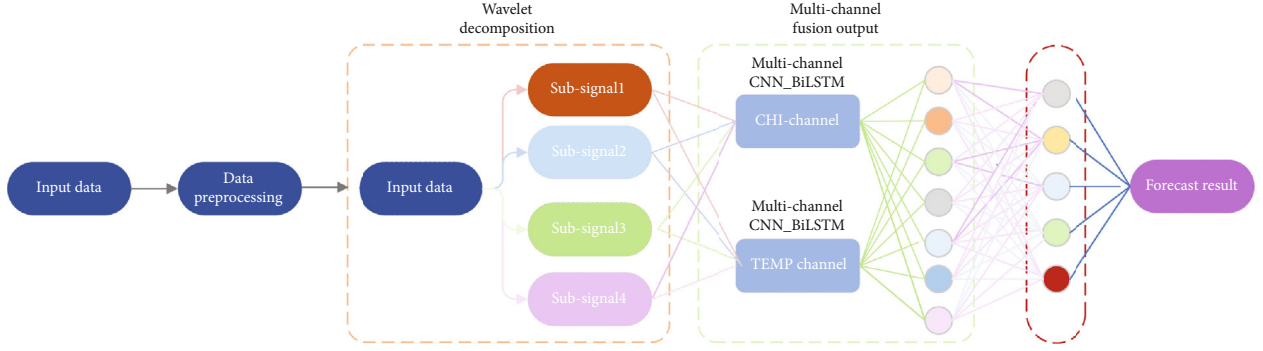 Wavelet
decomposition
Multi-channel
fusion output
Input data
Data
preprocessing
Input data
Sub-signal1
Sub-signal2
Sub-signal3
Sub-signal4
Multi-channel
CNN_BiLSTM
CHI-channel
Multi-channel
CNN_BiLSTM
TEMP channel
Forecast result